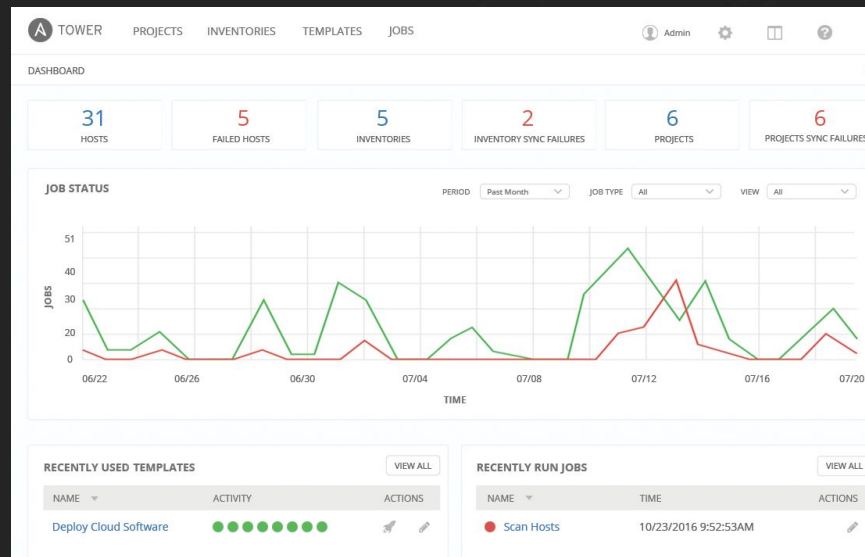 TOWER PROJECTS INVENTORIES TEMPLATES JOBS Admin
DASHBOARD
31 5 5 2 6 6
HOSTS FAILED HOSTS INVENTORIES INVENTORY SYNC FAILURES PROJECTS PROJECTS SYNC FAILURES
JOB STATUS PERIOD Past Month JOB TYPE All VIEW All
51
40
30
20
0
JOBS
06/22 06/26 06/30 07/04 07/08 07/12 07/16 07/20
TIME
RECENTLY USED TEMPLATES VIEW ALL
NAME ACTIVITY ACTIONS
Deploy Cloud Software
RECENTLY RUN JOBS VIEW ALL
NAME TIME ACTIONS
Scan Hosts 10/23/2016 9:52:53AM